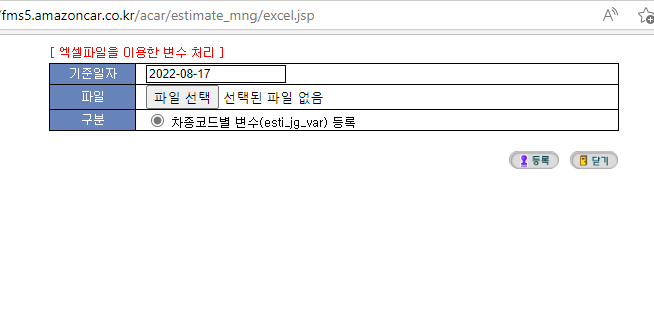 /fms5.amazoncar.co.kr/acar/estimate_mng/excel.jsp
[ 엑셀파일을 이용한 변수 처리 ]
기준일자 2022-08-17
파일 파일 선택 선택된 파일 없음
구분 차종코드별 변수(esti_jg_var) 등록
등록 닫기